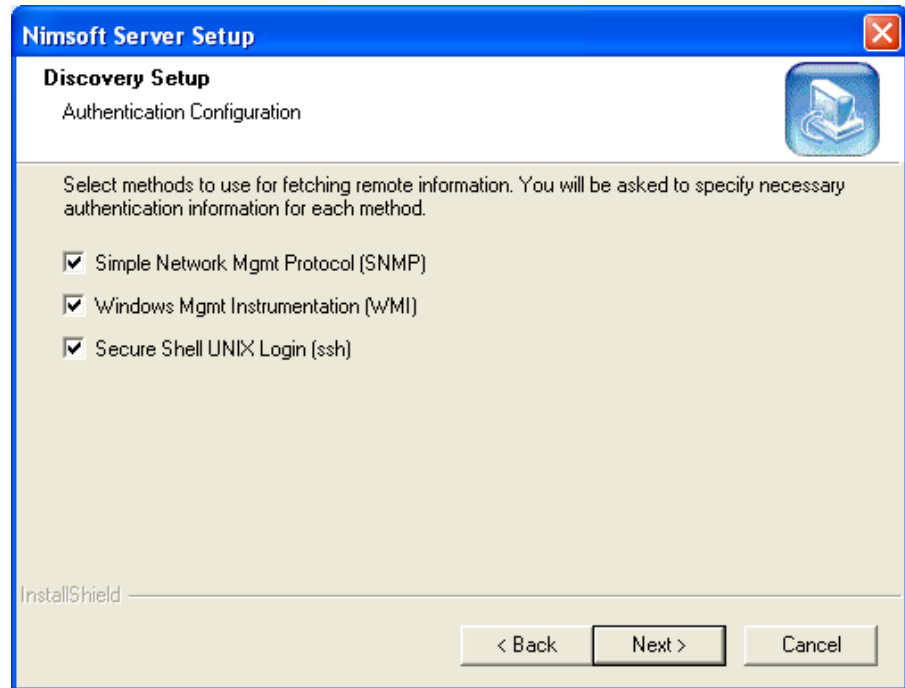 Nimsoft Server Setup
Discovery Setup
Authentication Configuration
Select methods to use for fetching remote information. You will be asked to specify necessary
authentication information for each method.
Simple Network Mgmt Protocol (SNMP)
Windows Mgmt Instrumentation (WMI)
Secure Shell UNIX Login (ssh)
InstallShield
< Back Next > Cancel